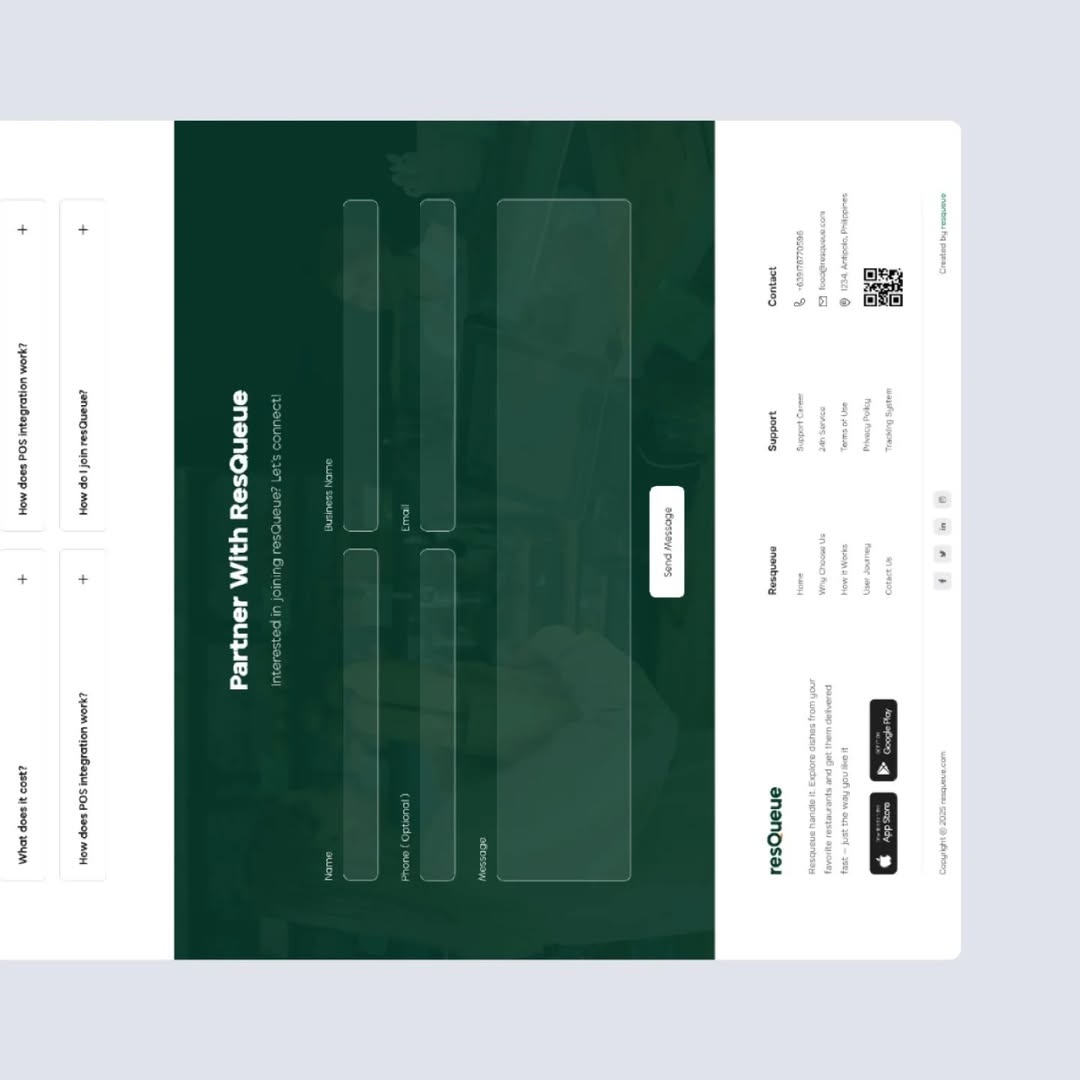 What does it cost?
+
How does POS integration work?
+
How does POS integration work?
+
How do I join resQueue?
+
Partner With ResQueue
Interested in joining resQueue? Let's connect!
Name
Business Name
Phone ( Optional )
Email
Message
Send Message
resQueue
Resqueue handle it. Explore dishes from your
favorite restaurants and get them delivered
fast — just the way you like it
App Store
Google Play
Resqueue
Home
Why Choose Us
How it Works
User Journey
Cotact Us
Support
Support Career
24h Service
Terms of Use
Privacy Policy
Tracking System
Contact
+639178770596
food@resqueue.com
1234, Antipolo, Philippines
Copyright © 2025 resqueue.com
f
in
Created by resqueue